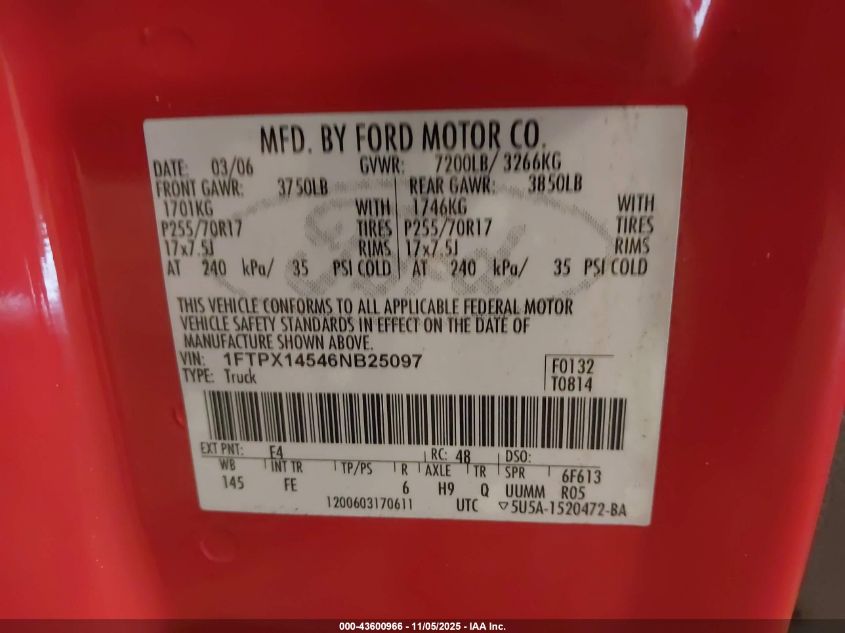 MFD. BY FORD MOTOR CO.
DATE: 03/06 GVWR: 7200LB/ 3266KG
FRONT GAWR: 3750LB REAR GAWR: 3850LB
1701KG WITH 1746KG WITH
P255/70R17 TIRES P255/70R17 TIRES
17x7.5J RIMS 17x7.5J RIMS
AT 240 kPa/ 35 PSI COLD AT 240 kPa/ 35 PSI COLD
Ford
THIS VEHICLE CONFORMS TO ALL APPLICABLE FEDERAL MOTOR
VEHICLE SAFETY STANDARDS IN EFFECT ON THE DATE OF
MANUFACTURE SHOWN ABOVE.
VIN: 1FTPX14546NB25097 F0132
TYPE: Truck T0814
EXT PNT: E4 RC: 48 DSO:
WB INT TR TP/PS R AXLE TR SPR 6F613
145 FE 6 H9 Q UUMM R05
1200603170611 UTC ▽5U5A-1520472-BA
000-43600966 - 11/05/2025 - IAA Inc.